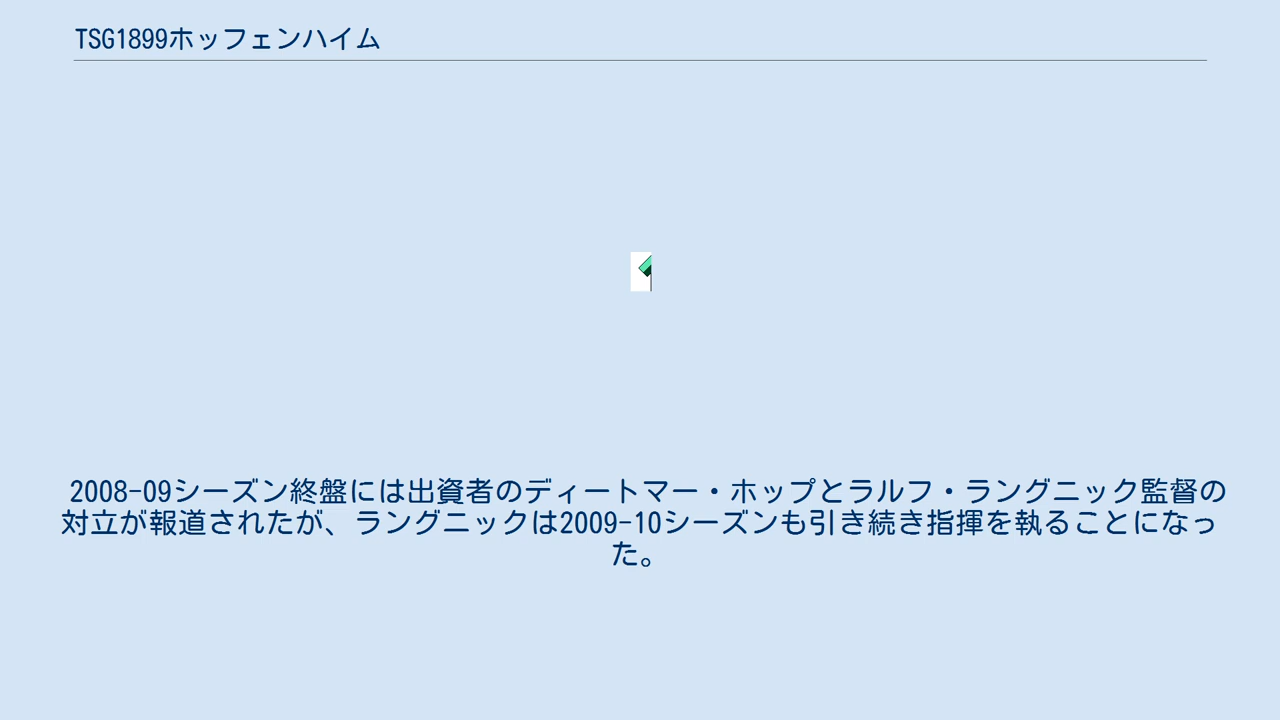 TSG1899ホッフェンハイム
2008-09シーズン終盤には出資者のディートマー・ホップとラルフ・ラングニック監督の
対立が報道されたが、ラングニックは2009-10シーズンも引き続き指揮を執ることになっ
た。